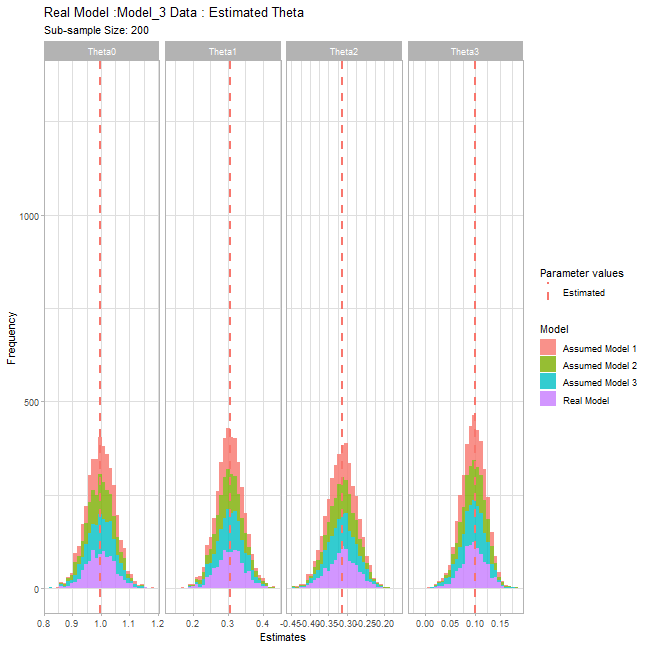 Real Model :Model_3 Data : Estimated Theta
Sub-sample Size: 200
Theta0 Theta1 Theta2 Theta3
1000
500
0
Frequency
0.8 0.9 1.0 1.1 1.2 0.2 0.3 0.4 -0.45-0.40-0.35-0.30-0.25-0.20 0.00 0.05 0.10 0.15
Estimates
Parameter values
Estimated
Model
Assumed Model 1
Assumed Model 2
Assumed Model 3
Real Model